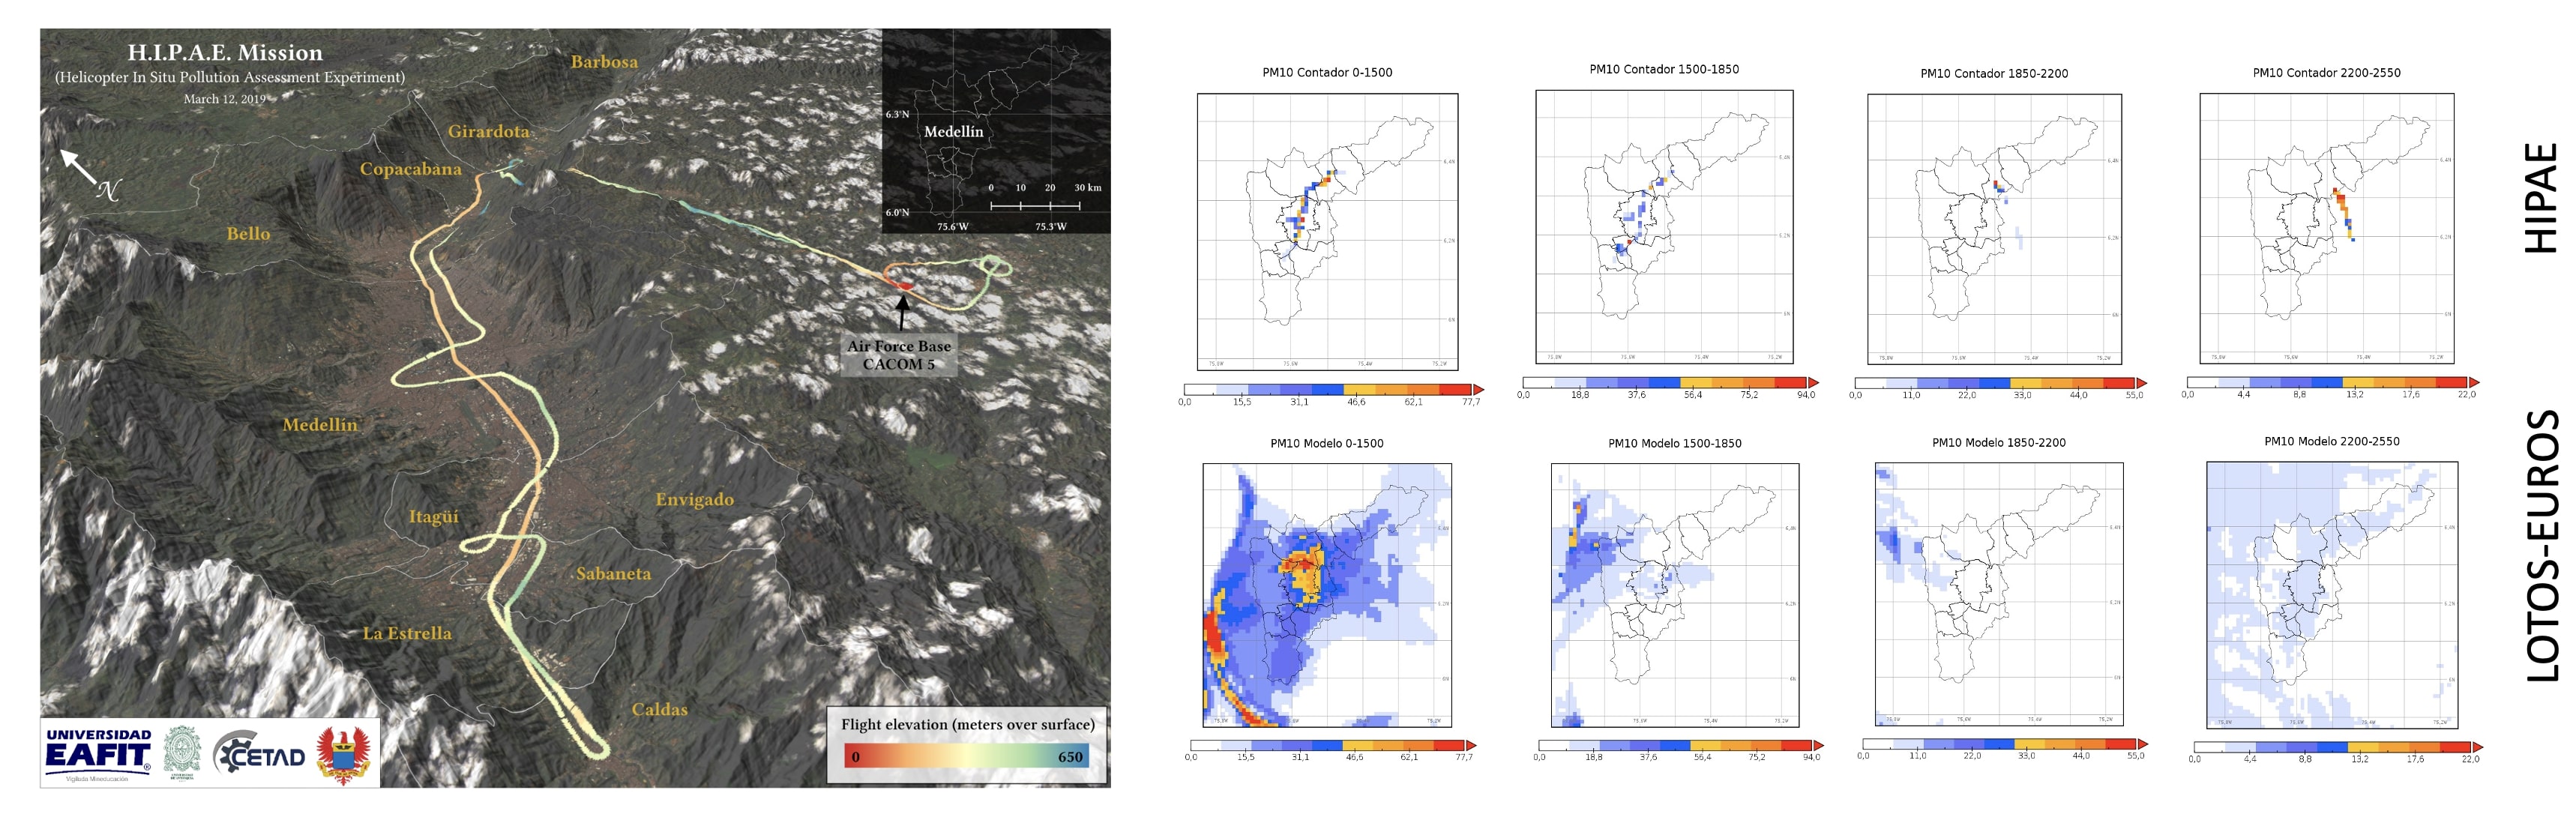 H.I.P.A.E. Mission
(Helicopter In Situ Pollution Assessment Experiment)
March 12, 2019
N
Barbosa
Girardota
Copacabana
Bello
Medellín
Itagüí
Envigado
Sabaneta
La Estrella
Caldas
Air Force Base
CACOM 5
6.3°N
Medellín
0 10 20 30 km
6.0°N
75.6°W 75.3°W
Flight elevation (meters over surface)
0 650
UNIVERSIDAD
EAFIT
Vigilada Mineducación
CETAD
PM10 Contador 0-1500
0,0 15,5 31,1 46,6 62,1 77,7
PM10 Contador 1500-1850
0,0 18,8 37,6 56,4 75,2 94,0
PM10 Contador 1850-2200
0,0 11,0 22,0 33,0 44,0 55,0
PM10 Contador 2200-2550
0,0 4,4 8,8 13,2 17,6 22,0
HIPAE
PM10 Modelo 0-1500
0,0 15,5 31,1 46,6 62,1 77,7
PM10 Modelo 1500-1850
0,0 18,8 37,6 55,4 75,2 94,0
PM10 Modelo 1850-2200
0,0 11,0 22,0 33,0 44,0 55,0
PM10 Modelo 2200-2550
0,0 4,4 8,8 13,2 17,6 22,0
LOTOS-EUROS